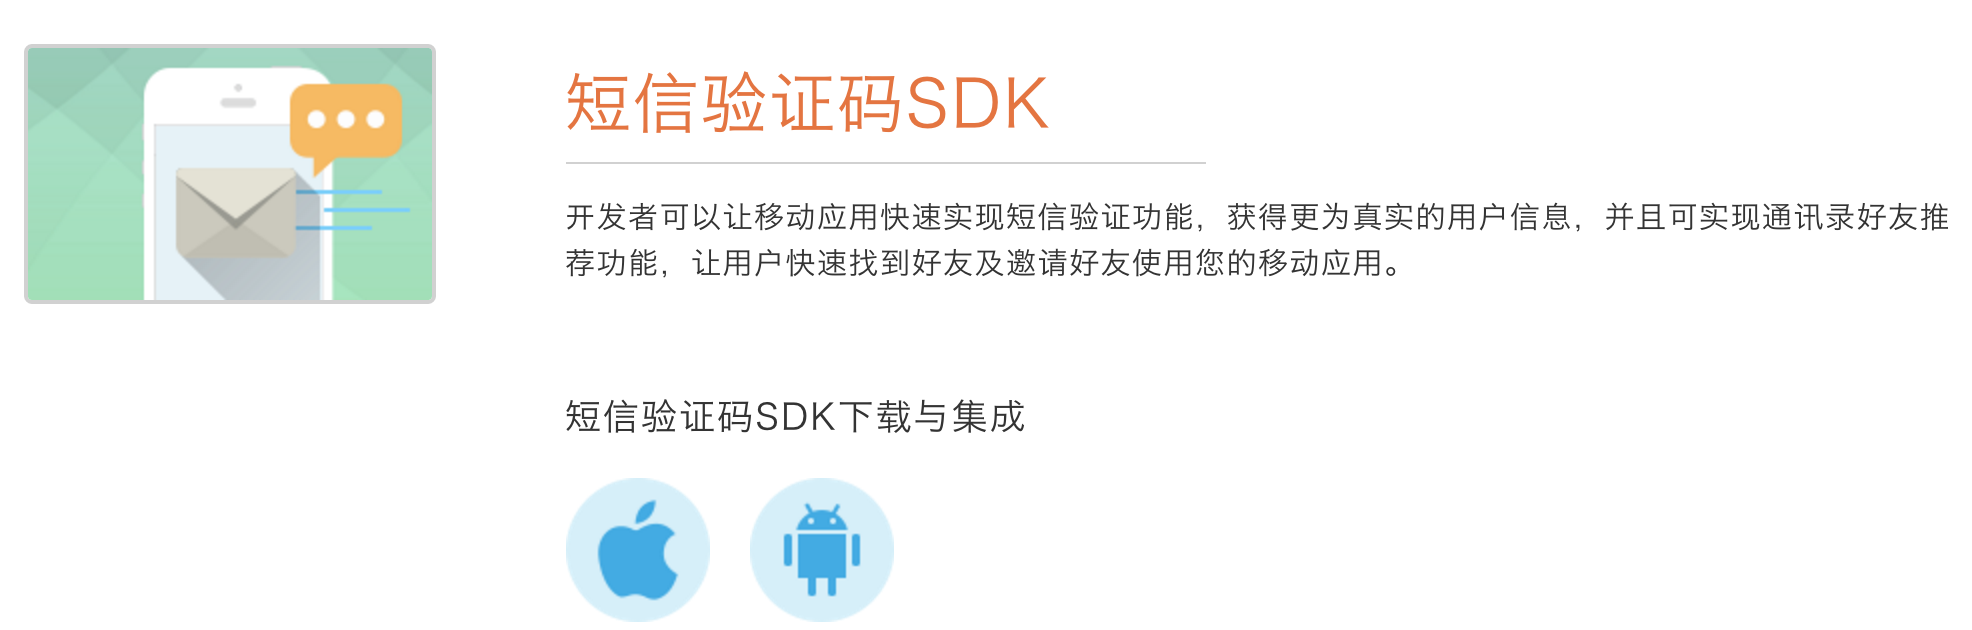 短信验证码SDK
开发者可以让移动应用快速实现短信验证功能，获得更为真实的用户信息，并且可实现通讯录好友推
荐功能，让用户快速找到好友及邀请好友使用您的移动应用。
短信验证码SDK下载与集成